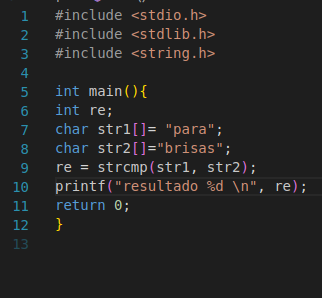 1 #include <stdio.h>
2 #include <stdlib.h>
3 #include <string.h>
4
5 int main(){
6 int re;
7 char str1[]= "para";
8 char str2[]="brisas";
9 re = strcmp(str1, str2);
10 printf("resultado %d \n", re);
11 return 0;
12 }
13